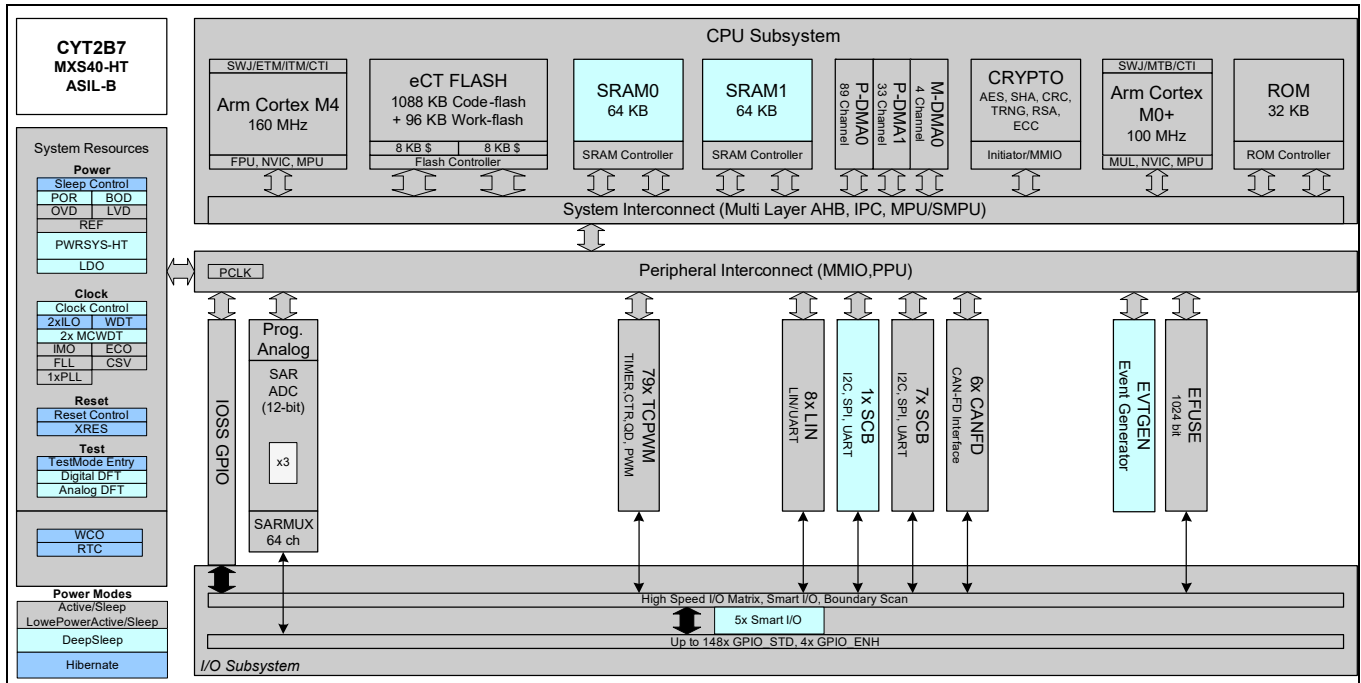 CYT2B7
MXS40-HT
ASIL-B
System Resources
Power
Sleep Control
POR
BOD
OVD
LVD
REF
PWRSYS-HT
LDO
Clock
Clock Control
2xILO
WDT
2x MCWDT
IMO
ECO
FLL
CSV
1xPLL
Reset
Reset Control
XRES
Test
TestMode Entry
Digital DFT
Analog DFT
WCO
RTC
Power Modes
Active/Sleep
LowePowerActive/Sleep
DeepSleep
Hibernate
CPU Subsystem
SWJ/ETM/ITM/CTI
Arm Cortex M4
160 MHz
FPU, NVIC, MPU
eCT FLASH
1088 KB Code-flash
+ 96 KB Work-flash
8 KB $
8 KB $
Flash Controller
SRAM0
64 KB
SRAM Controller
SRAM1
64 KB
SRAM Controller
P-DMA0
89 Channel
P-DMA1
33 Channel
M-DMA0
4 Channel
CRYPTO
AES, SHA, CRC,
TRNG, RSA,
ECC
Initiator/MMIO
SWJ/MTB/CTI
Arm Cortex
M0+
100 MHz
MUL, NVIC, MPU
ROM
32 KB
ROM Controller
System Interconnect (Multi Layer AHB, IPC, MPU/SMPU)
PCLK
Peripheral Interconnect (MMIO,PPU)
IOSS GPIO
Prog.
Analog
SAR
ADC
(12-bit)
x3
SARMUX
64 ch
79x TCPWM
TIMER,CTR,QD, PWM
8x LIN
LIN/UART
1x SCB
I2C, SPI, UART
7x SCB
I2C, SPI, UART
6x CANFD
CAN-FD Interface
EVTGEN
Event Generator
EFUSE
1024 bit
High Speed I/O Matrix, Smart I/O, Boundary Scan
5x Smart I/O
Up to 148x GPIO_STD, 4x GPIO_ENH
I/O Subsystem